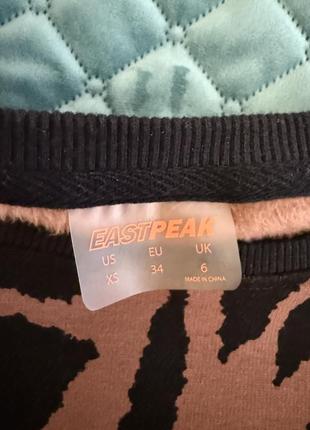 EASTPEAK
US EU UK
XS 34 6
MADE IN CHINA